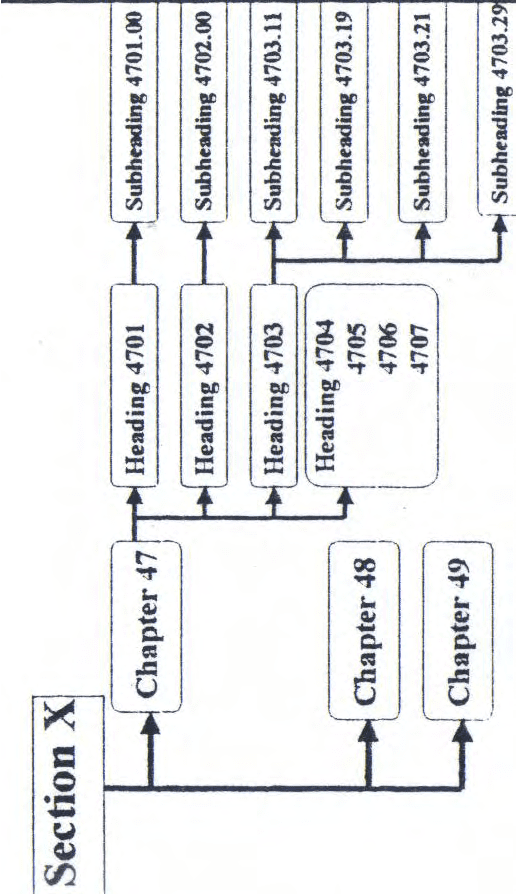 Section X
Chapter 47
Chapter 48
Chapter 49
Heading 4701
Heading 4702
Heading 4703
Heading 4704
4705
4706
4707
Subheading 4701.00
Subheading 4702.00
Subheading 4703.11
Subheading 4703.19
Subheading 4703.21
Subheading 4703.29